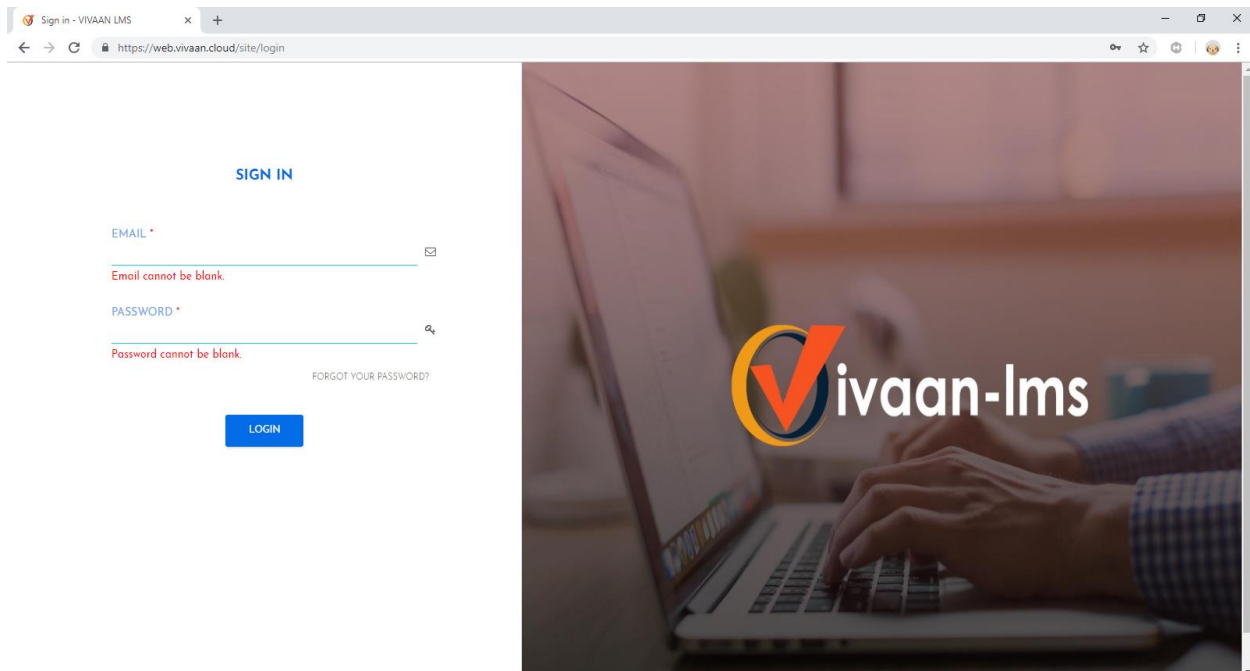 Sign in - VIVAAN LMS
https://web.vivaan.cloud/site/login
SIGN IN
EMAIL *
Email cannot be blank.
PASSWORD *
Password cannot be blank.
FORGOT YOUR PASSWORD?
LOGIN
Vivaan-lms